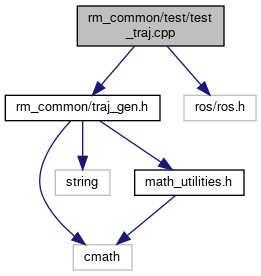 rm_common/test/test
_traj.cpp
rm_common/traj_gen.h
ros/ros.h
string
math_utilities.h
cmath